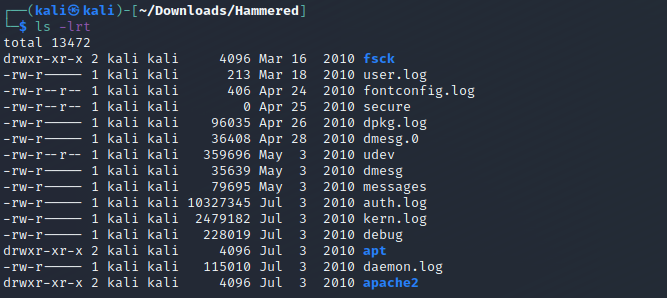 ┌──(kali㉿kali)-[~/Downloads/Hammered]
└─$ ls -lrt
total 13472
drwxr-xr-x 2 kali kali     4096 Mar 16  2010 fsck
-rw-r----- 1 kali kali      213 Mar 18  2010 user.log
-rw-r--r-- 1 kali kali      406 Apr 24  2010 fontconfig.log
-rw-r--r-- 1 kali kali        0 Apr 25  2010 secure
-rw-r----- 1 kali kali    96035 Apr 26  2010 dpkg.log
-rw-r----- 1 kali kali    36408 Apr 28  2010 dmesg.0
-rw-r--r-- 1 kali kali   359696 May  3  2010 udev
-rw-r----- 1 kali kali    35639 May  3  2010 dmesg
-rw-r----- 1 kali kali    79695 May  3  2010 messages
-rw-r----- 1 kali kali 10327345 Jul  3  2010 auth.log
-rw-r----- 1 kali kali  2479182 Jul  3  2010 kern.log
-rw-r----- 1 kali kali   228019 Jul  3  2010 debug
drwxr-xr-x 2 kali kali     4096 Jul  3  2010 apt
-rw-r----- 1 kali kali   115010 Jul  3  2010 daemon.log
drwxr-xr-x 2 kali kali     4096 Jul  3  2010 apache2